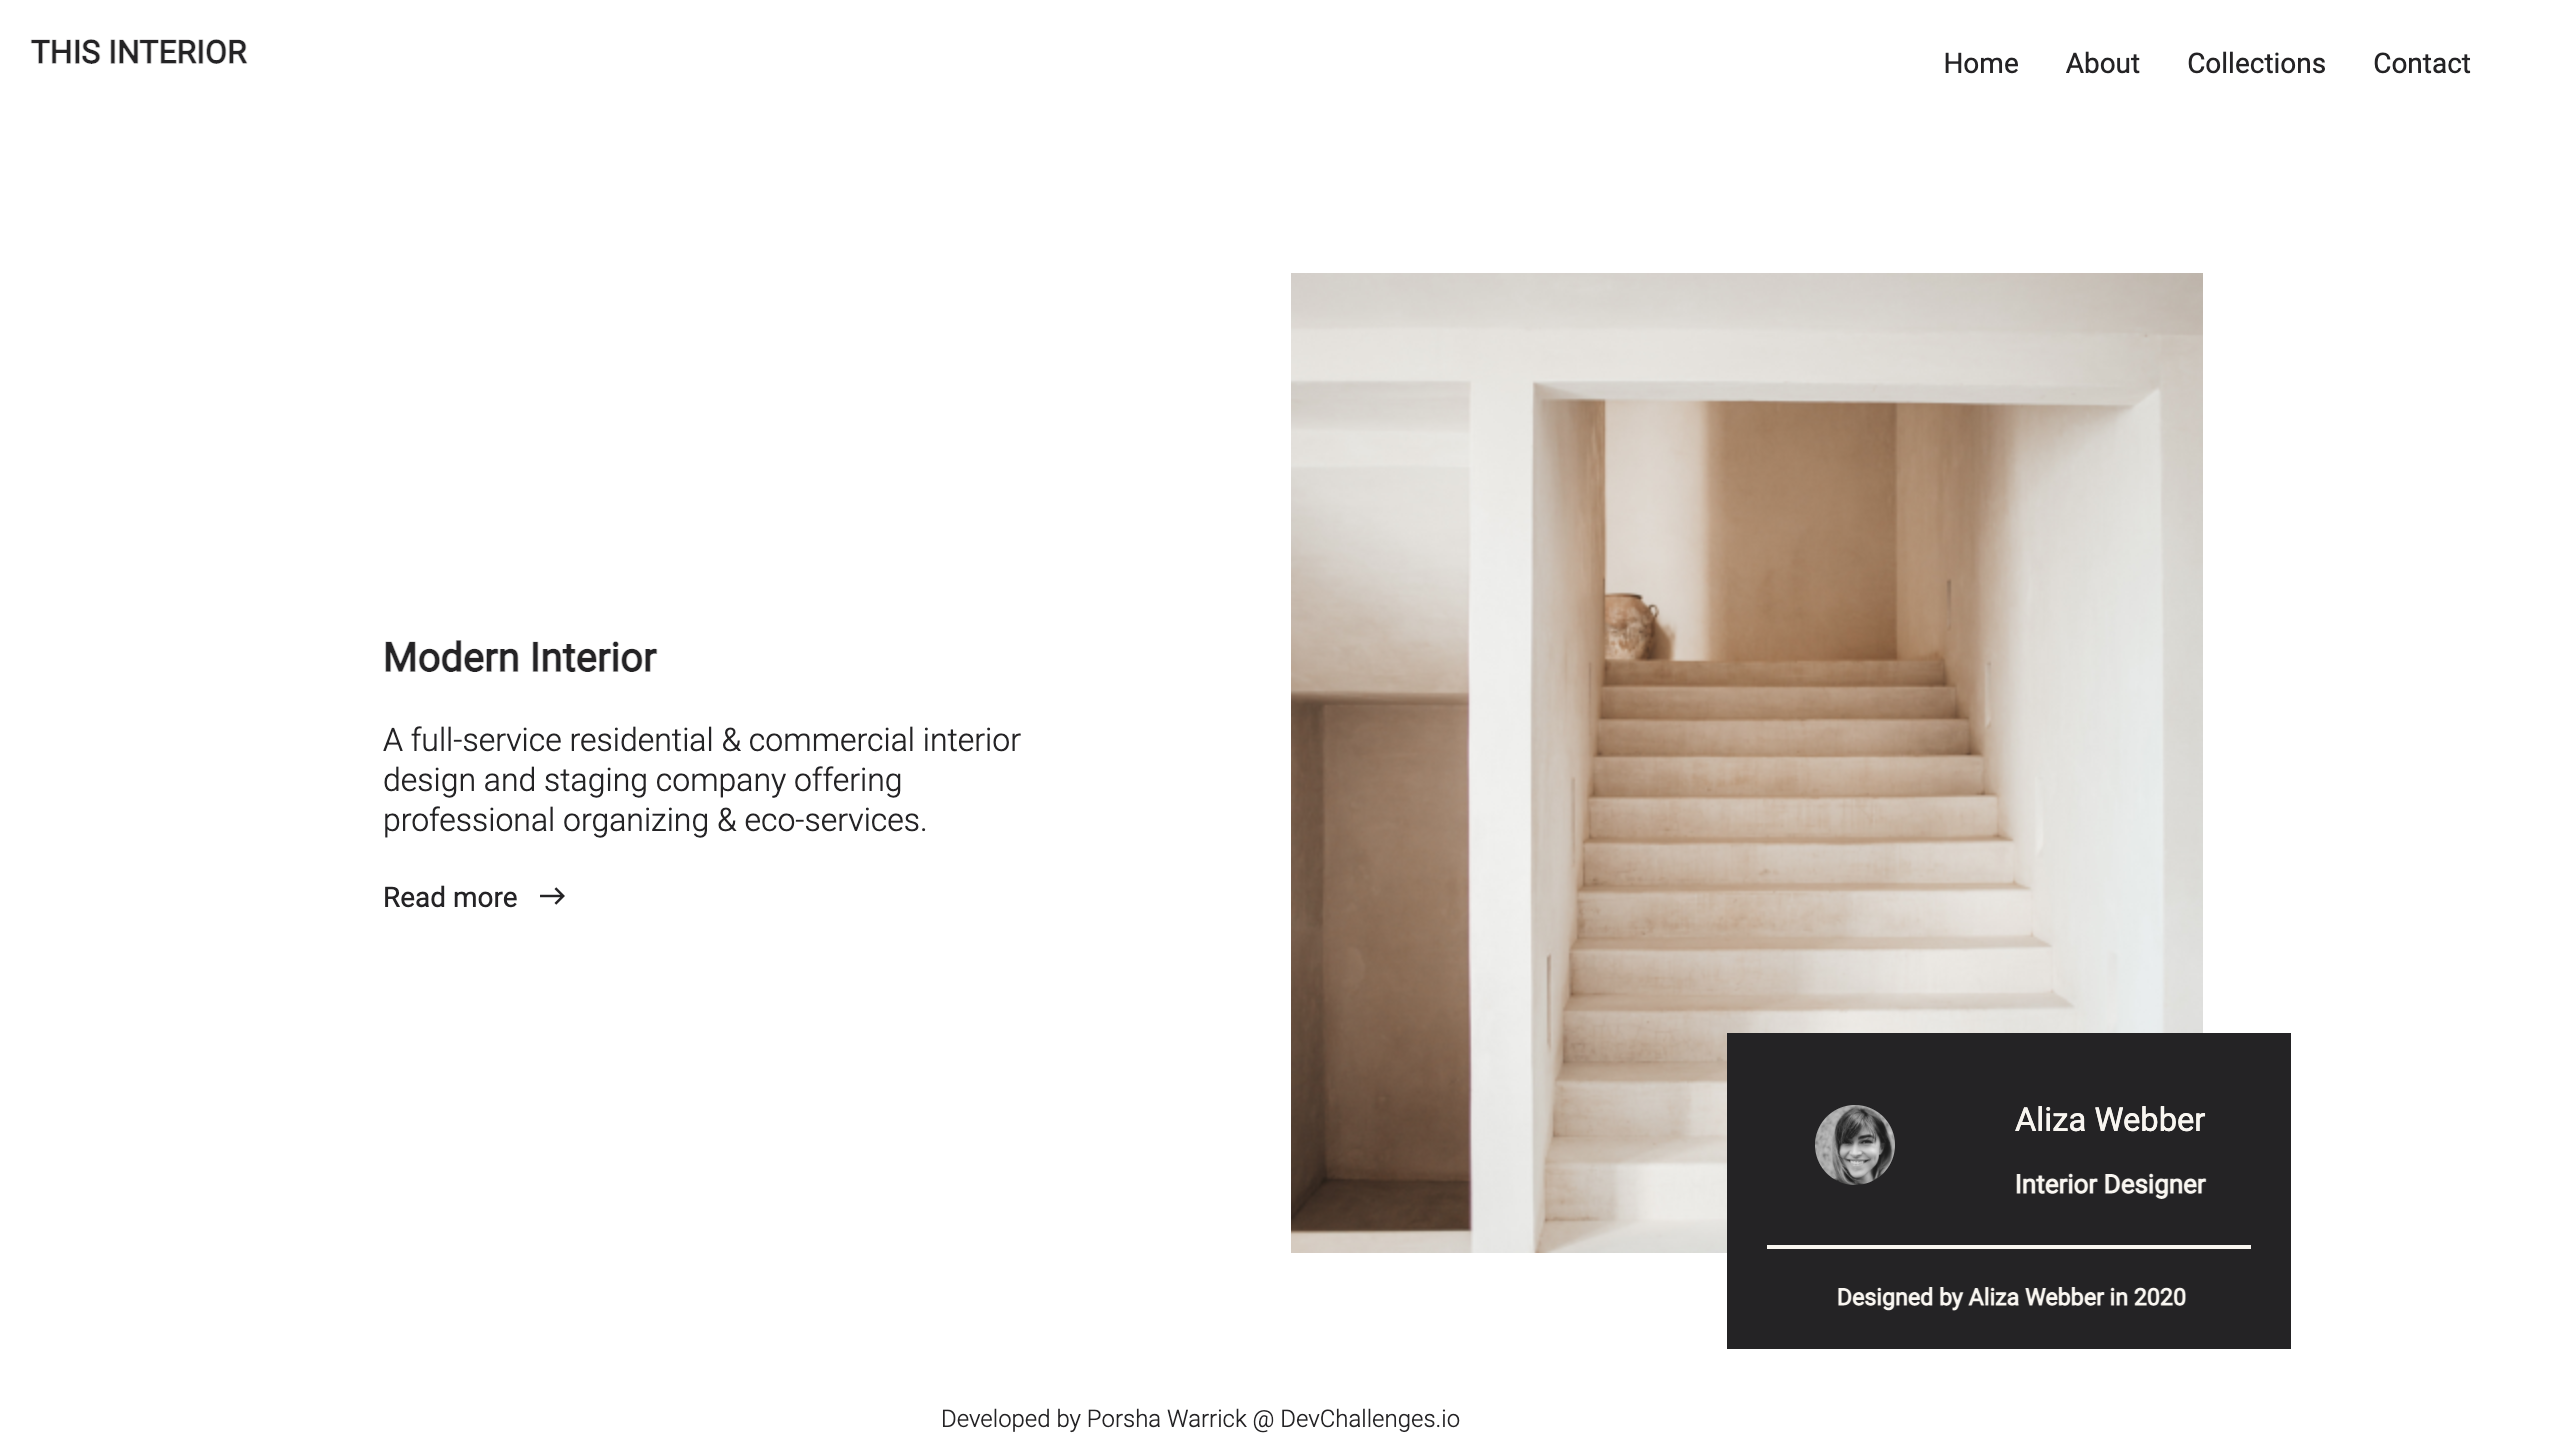 THIS INTERIOR
Home
About
Collections
Contact
Modern Interior
A full-service residential & commercial interior
design and staging company offering
professional organizing & eco-services.
Read more
Aliza Webber
Interior Designer
Designed by Aliza Webber in 2020
Developed by Porsha Warrick @ DevChallenges.io